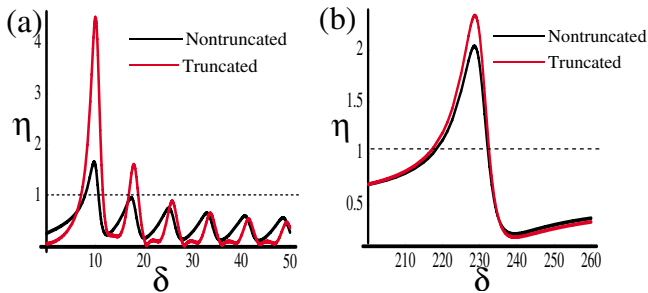 (a)
Nontruncated
Truncated
η
4
3
2
1
10 20 30 40 50
δ
(b)
Nontruncated
Truncated
η
2
1.5
1
0.5
210 220 230 240 250 260
δ